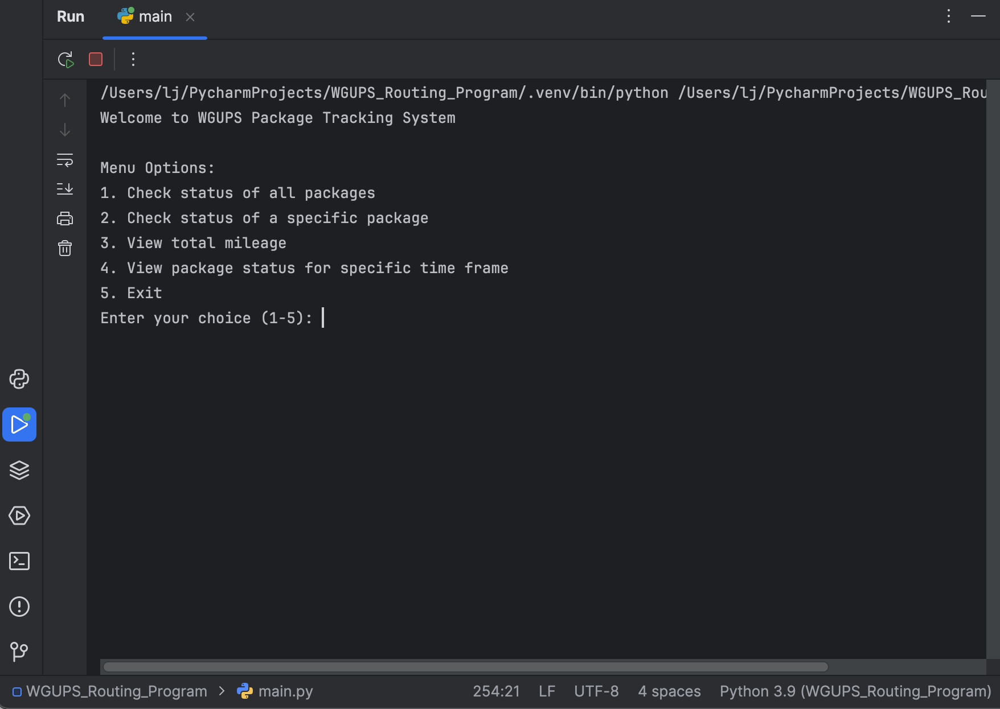 Run main
/Users/lj/PycharmProjects/WGUPS_Routing_Program/.venv/bin/python /Users/lj/PycharmProjects/WGUPS_Rou
Welcome to WGUPS Package Tracking System
Menu Options:
1. Check status of all packages
2. Check status of a specific package
3. View total mileage
4. View package status for specific time frame
5. Exit
Enter your choice (1-5):
WGUPS_Routing_Program > main.py 254:21 LF UTF-8 4 spaces Python 3.9 (WGUPS_Routing_Program)